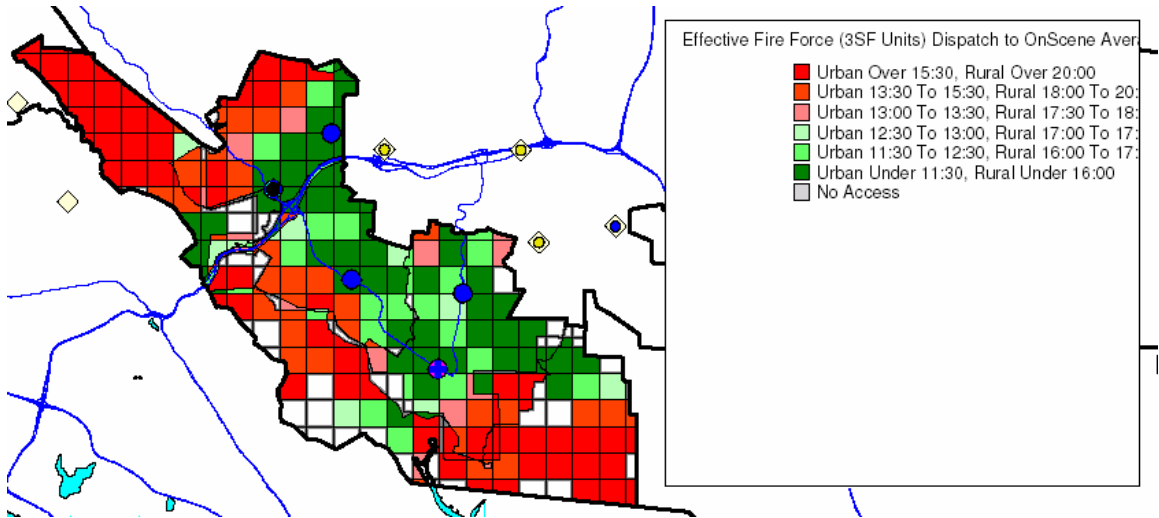 Effective Fire Force (3SF Units) Dispatch to OnScene Avera
Urban Over 15:30, Rural Over 20:00
Urban 13:30 To 15:30, Rural 18:00 To 20:
Urban 13:00 To 13:30, Rural 17:30 To 18:
Urban 12:30 To 13:00, Rural 17:00 To 17:
Urban 11:30 To 12:30, Rural 16:00 To 17:
Urban Under 11:30, Rural Under 16:00
No Access